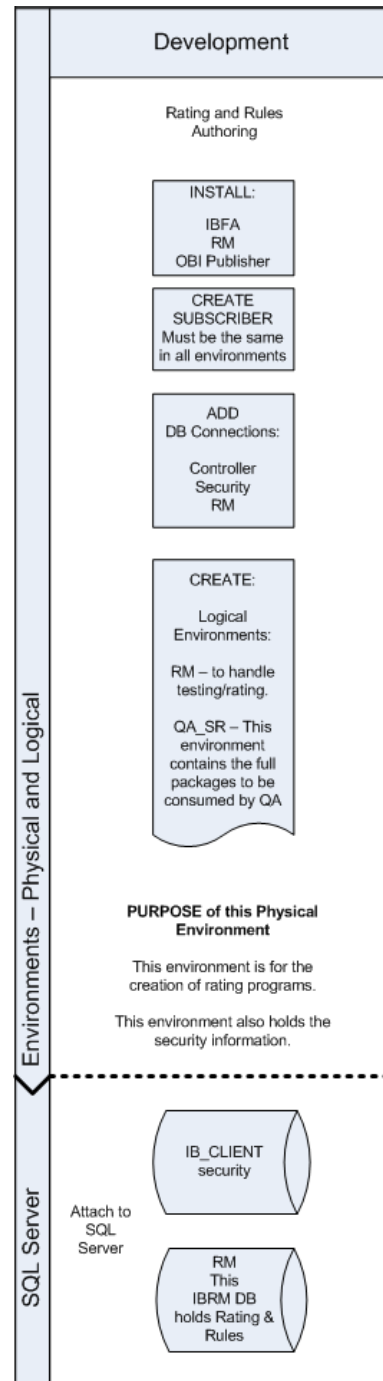 Development
Rating and Rules
Authoring
INSTALL:
IBFA
RM
OBI Publisher
CREATE
SUBSCRIBER
Must be the same
in all environments
ADD
DB Connections:
Controller
Security
RM
CREATE:
Logical
Environments:
RM – to handle
testing/rating.
QA_SR – This
environment
contains the full
packages to be
consumed by QA
Environments – Physical and Logical
PURPOSE of this Physical
Environment
This environment is for the
creation of rating programs.
This environment also holds the
security information.
SQL Server
Attach to
SQL
Server
IB_CLIENT
security
RM
This
IBRM DB
holds Rating &
Rules